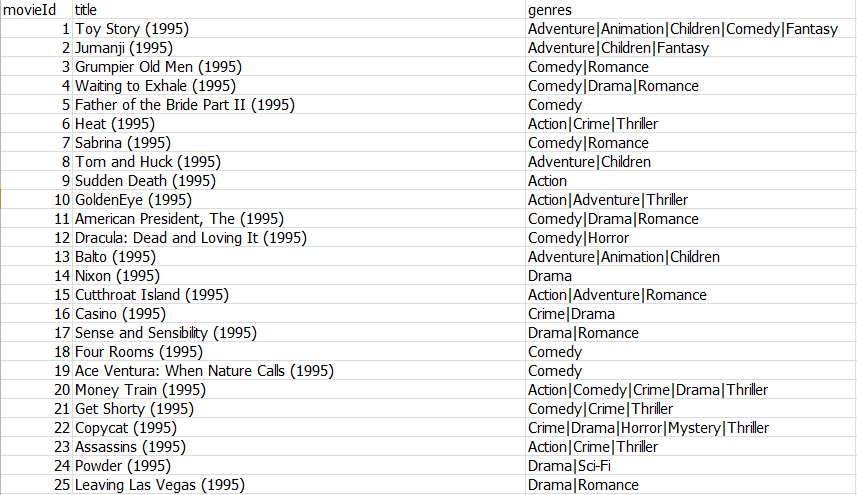 movieId title genres
1 Toy Story (1995) Adventure|Animation|Children|Comedy|Fantasy
2 Jumanji (1995) Adventure|Children|Fantasy
3 Grumpier Old Men (1995) Comedy|Romance
4 Waiting to Exhale (1995) Comedy|Drama|Romance
5 Father of the Bride Part II (1995) Comedy
6 Heat (1995) Action|Crime|Thriller
7 Sabrina (1995) Comedy|Romance
8 Tom and Huck (1995) Adventure|Children
9 Sudden Death (1995) Action
10 GoldenEye (1995) Action|Adventure|Thriller
11 American President, The (1995) Comedy|Drama|Romance
12 Dracula: Dead and Loving It (1995) Comedy|Horror
13 Balto (1995) Adventure|Animation|Children
14 Nixon (1995) Drama
15 Cutthroat Island (1995) Action|Adventure|Romance
16 Casino (1995) Crime|Drama
17 Sense and Sensibility (1995) Drama|Romance
18 Four Rooms (1995) Comedy
19 Ace Ventura: When Nature Calls (1995) Comedy
20 Money Train (1995) Action|Comedy|Crime|Drama|Thriller
21 Get Shorty (1995) Comedy|Crime|Thriller
22 Copycat (1995) Crime|Drama|Horror|Mystery|Thriller
23 Assassins (1995) Action|Crime|Thriller
24 Powder (1995) Drama|Sci-Fi
25 Leaving Las Vegas (1995) Drama|Romance